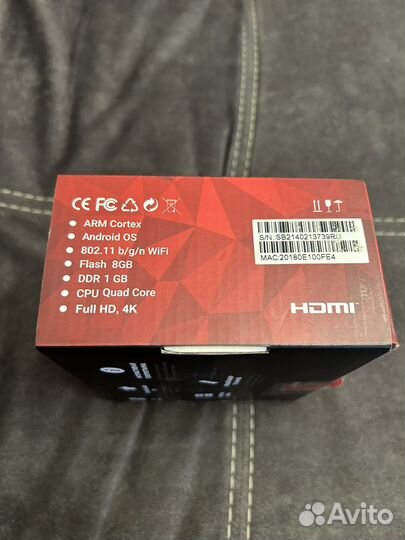 CE FC
ARM Cortex
Android OS
802.11 b/g/n WiFi
Flash 8GB
DDR 1 GB
CPU Quad Core
Full HD, 4K
S/N: SB2140213739RU
MAC:20180E100FE4
HDMI
Avito